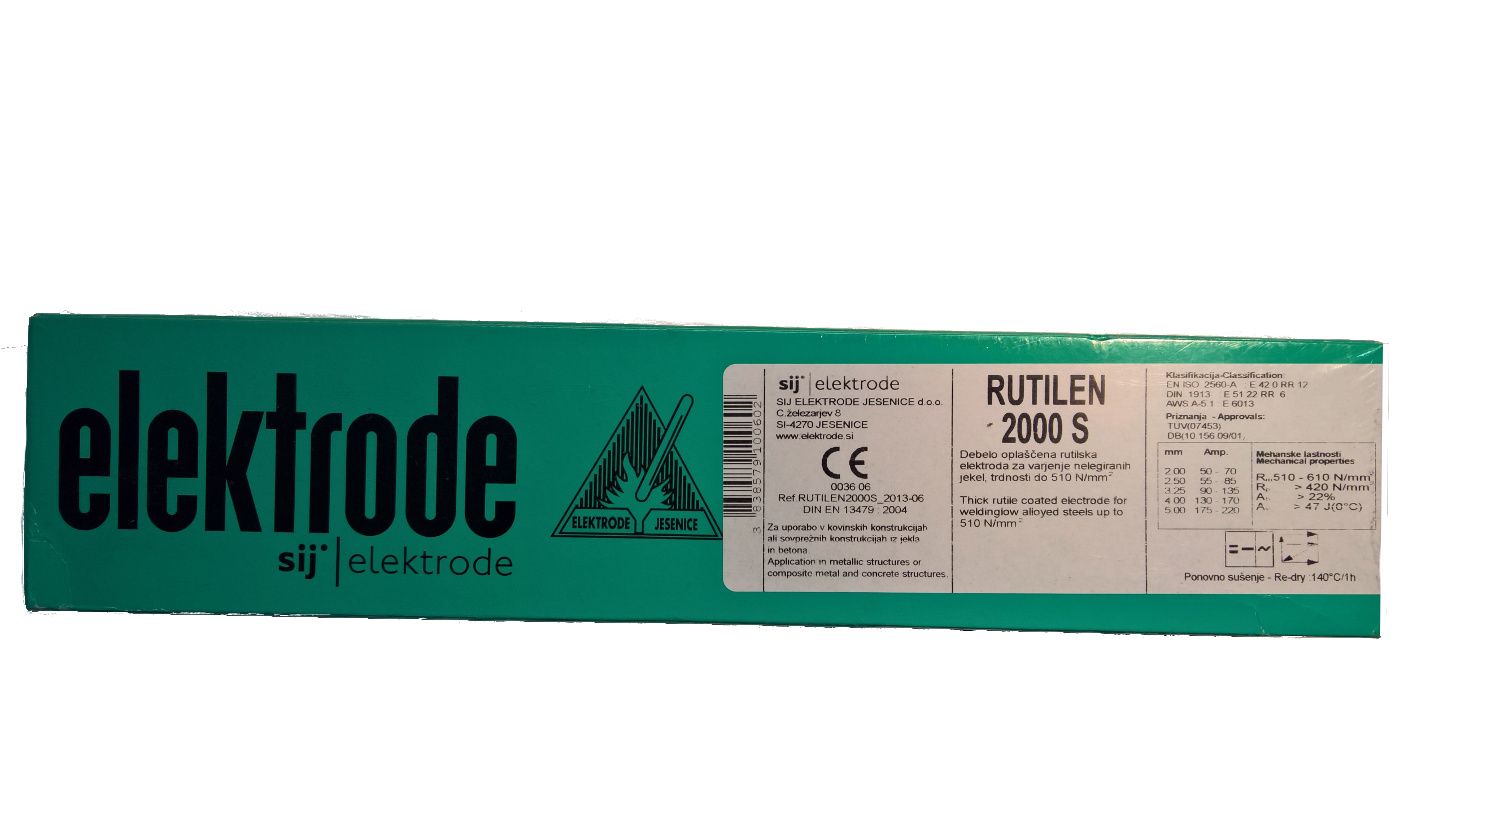 elektrode
sij | elektrode
ELEKTRODE JESENICE
3 838579 100602
sij | elektrode
SIJ ELEKTRODE JESENICE d.o.o.
C.železarjev 8
SI-4270 JESENICE
www.elektrode.si
CE
0036 06
Ref.RUTILEN2000S_2013-06
DIN EN 13479 : 2004
Za uporabo v kovinskih konstrukcijah
ali sovprežnih konstrukcijah iz jekla
in betona
Application in metallic structures or
composite metal and concrete structures.
RUTILEN
2000 S
Debelo oplaščena rutilska
elektroda za varjenje nelegiranih
jekel, trdnosti do 510 N/mm²
Thick rutile coated electrode for
weldinglow alloyed steels up to
510 N/mm²
Klasifikacija-Classification:
EN ISO 2560-A : E 42 0 RR 12
DIN 1913 : E 51 22 RR 6
AWS A-5.1 : E 6013
Priznanja - Approvals:
TUV(07453)
DB(10.156.09/01)
mm Amp.
2.00 50 - 70
2.50 55 - 85
3.25 90 - 135
4.00 130 - 170
5.00 175 - 220
Mehanske lastnosti
Mechanical properties
510 - 610 N/mm²
> 420 N/mm²
> 22%
> 47 J(0°C)
Ponovno sušenje - Re-dry :140°C/1h